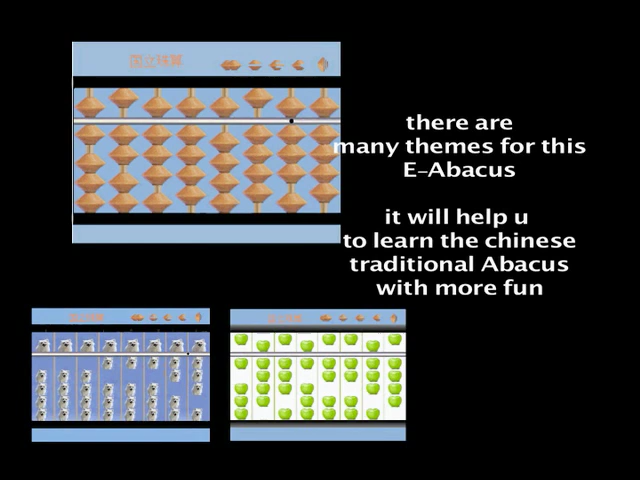 there are
many themes for this
E-Abacus
it will help u
to learn the chinese
traditional Abacus
with more fun